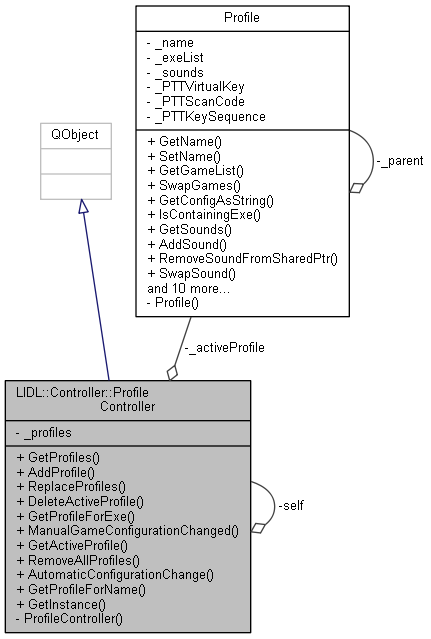 Profile
- _name
- _exeList
- _sounds
- _PTTVirtualKey
- _PTTScanCode
- _PTTKeySequence
+ GetName()
+ SetName()
+ GetGameList()
+ SwapGames()
+ GetConfigAsString()
+ IsContainingExe()
+ GetSounds()
+ AddSound()
+ RemoveSoundFromSharedPtr()
+ SwapSound()
and 10 more...
- Profile()
-_parent
QObject
-_activeProfile
LIDL::Controller::Profile
Controller
- _profiles
+ GetProfiles()
+ AddProfile()
+ ReplaceProfiles()
+ DeleteActiveProfile()
+ GetProfileForExe()
+ ManualGameConfigurationChanged()
+ GetActiveProfile()
+ RemoveAllProfiles()
+ AutomaticConfigurationChange()
+ GetProfileForName()
+ GetInstance()
- ProfileController()
-self